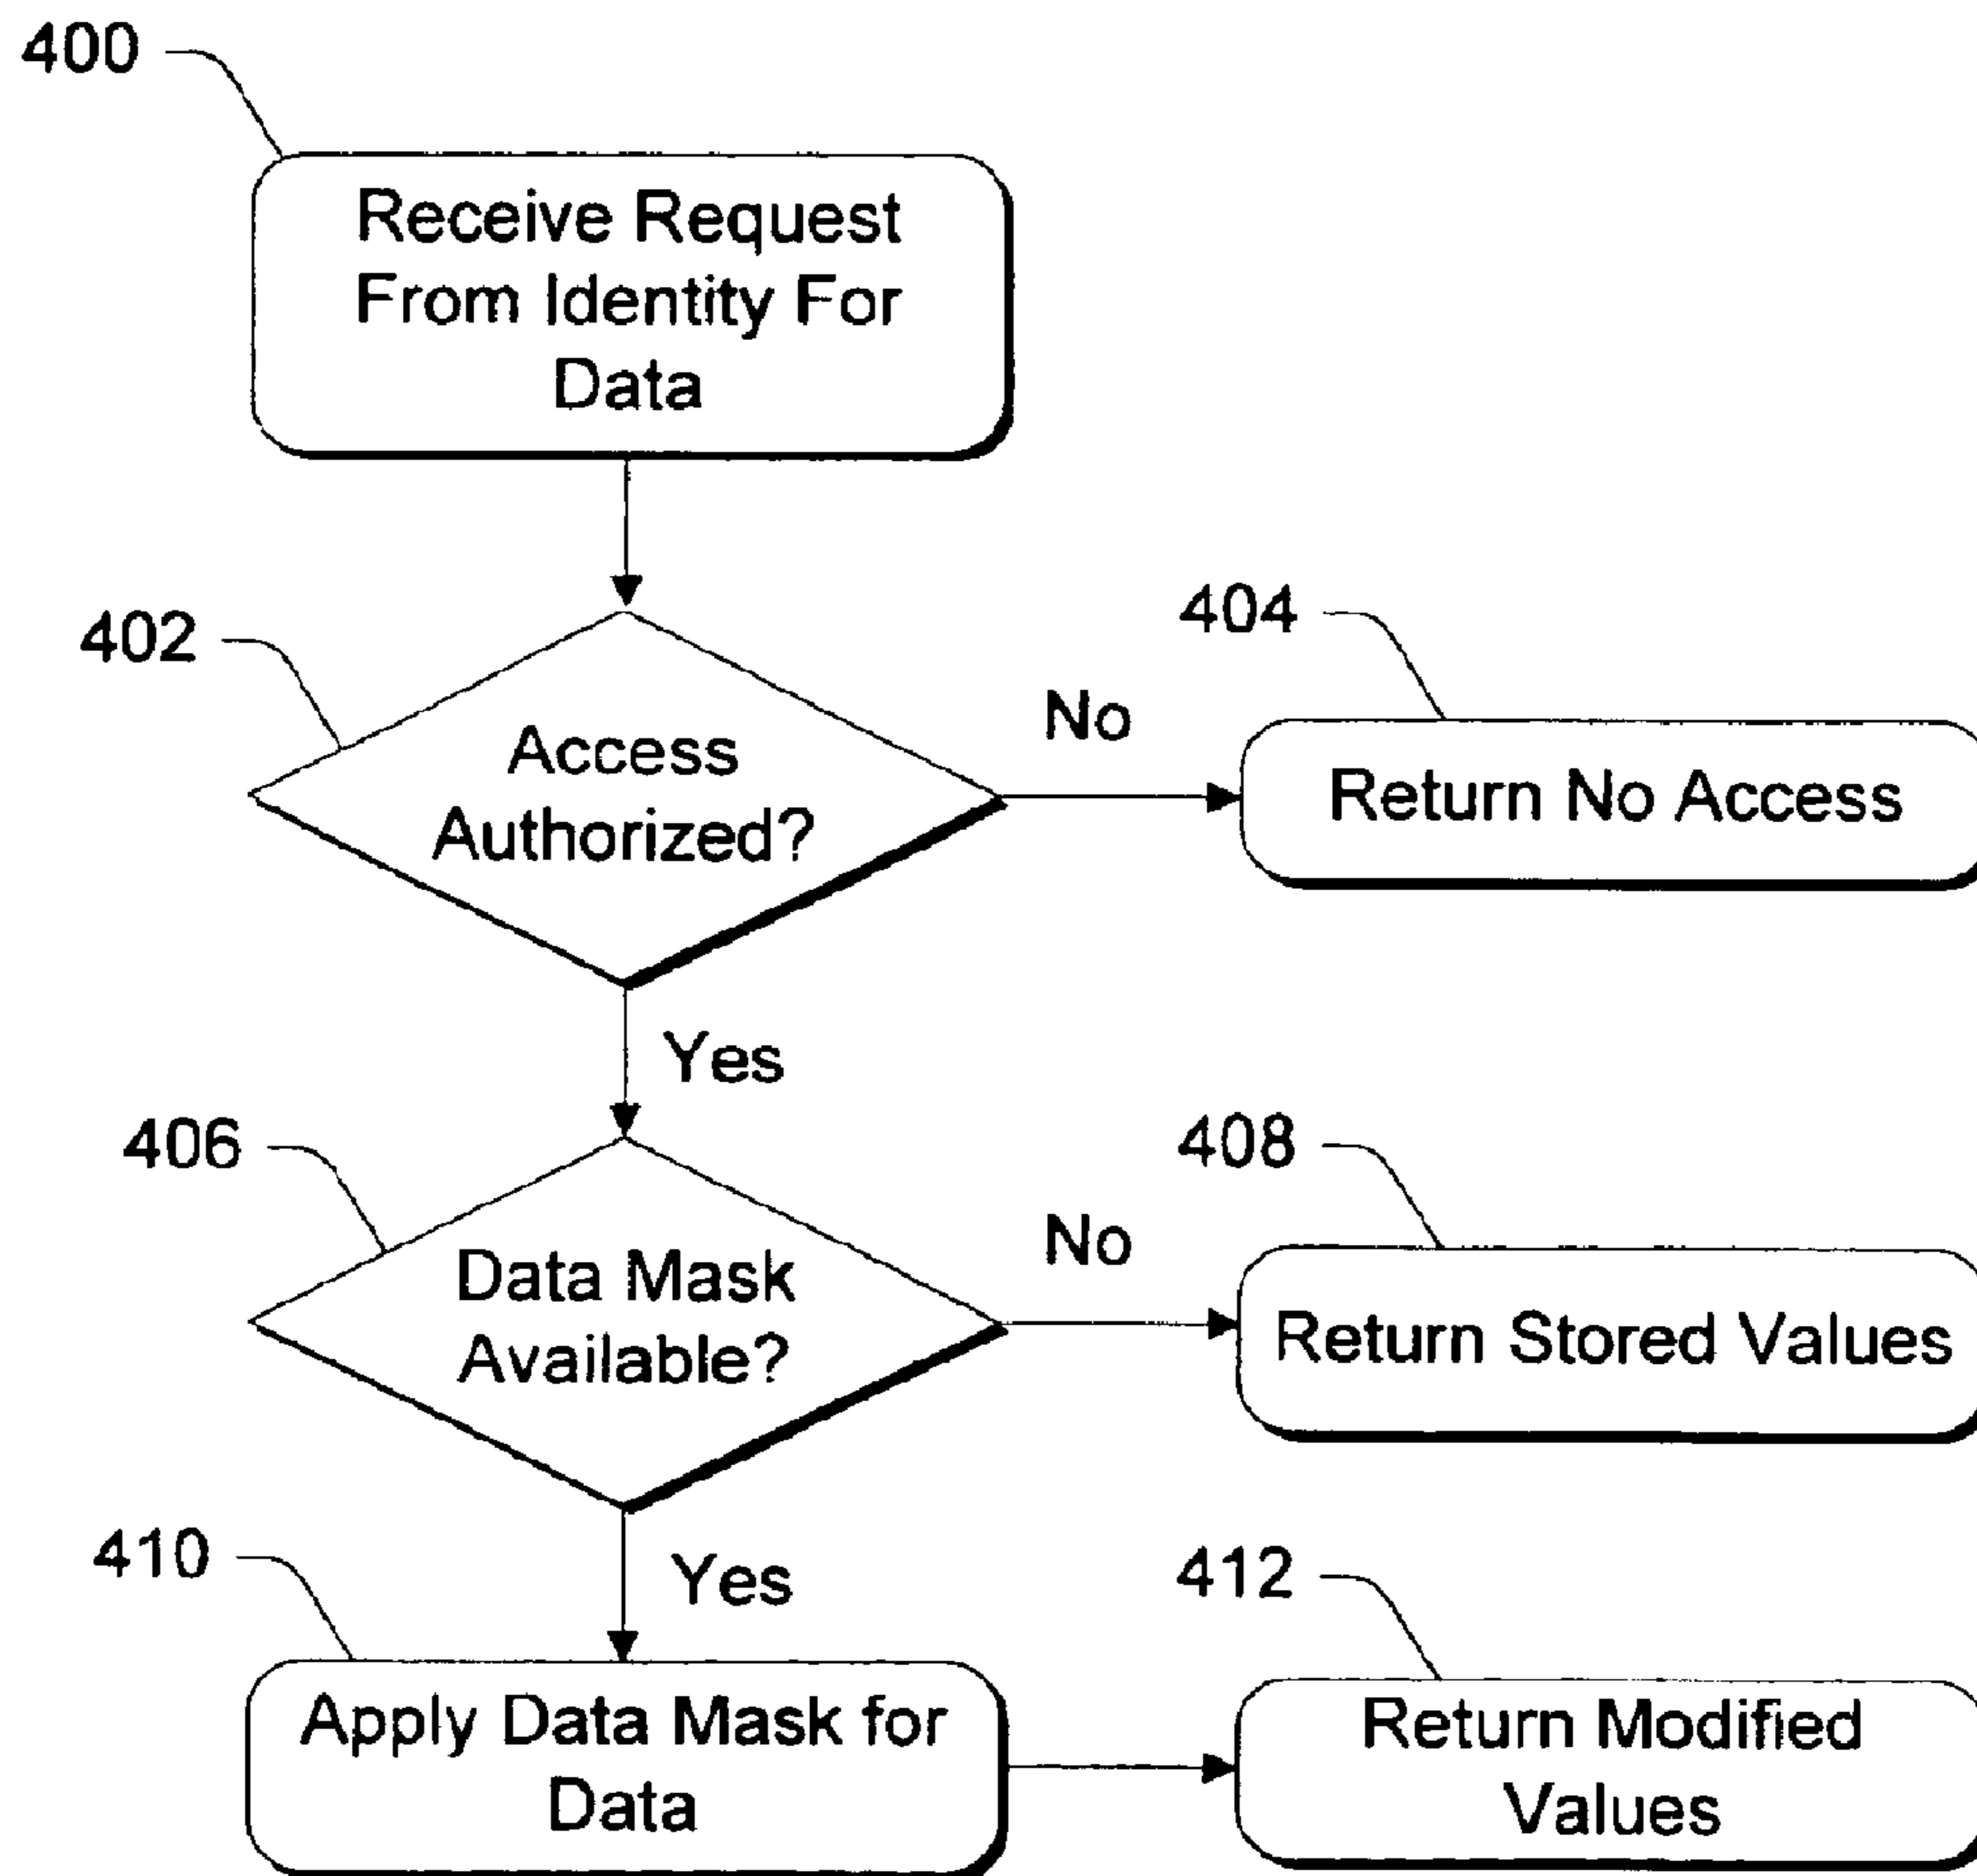 400
Receive Request
From Identity For
Data
402
Access
Authorized?
No
404
Return No Access
Yes
406
Data Mask
Available?
No
408
Return Stored Values
Yes
410
Apply Data Mask for
Data
412
Return Modified
Values